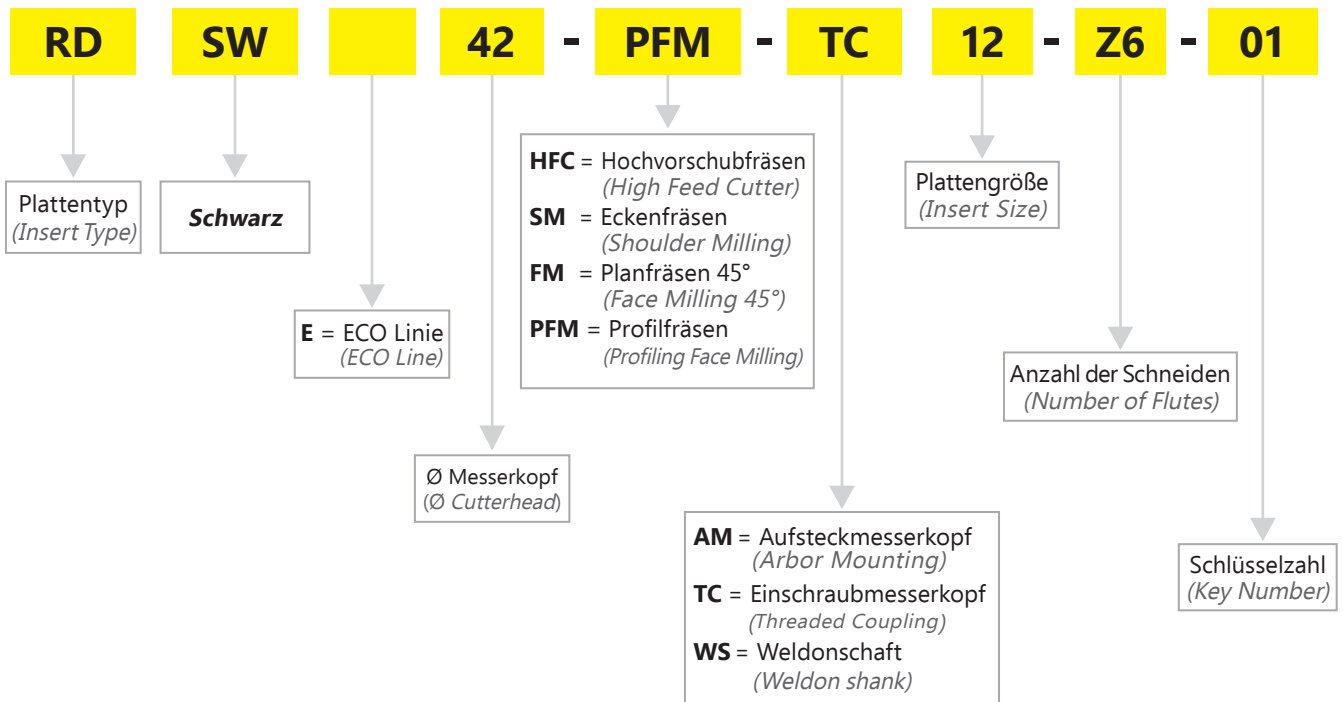 RD SW 42 - PFM - TC 12 - Z6 - 01
Plattentyp
(Insert Type)
Schwarz
E = ECO Linie
(ECO Line)
Ø Messerkopf
(Ø Cutterhead)
HFC = Hochvorschubfräsen
(High Feed Cutter)
SM = Eckenfräsen
(Shoulder Milling)
FM = Planfräsen 45°
(Face Milling 45°)
PFM = Profilfräsen
(Profiling Face Milling)
AM = Aufsteckmesserkopf
(Arbor Mounting)
TC = Einschraubmesserkopf
(Threaded Coupling)
WS = Weldonschaft
(Weldon shank)
Plattengröße
(Insert Size)
Anzahl der Schneiden
(Number of Flutes)
Schlüsselzahl
(Key Number)